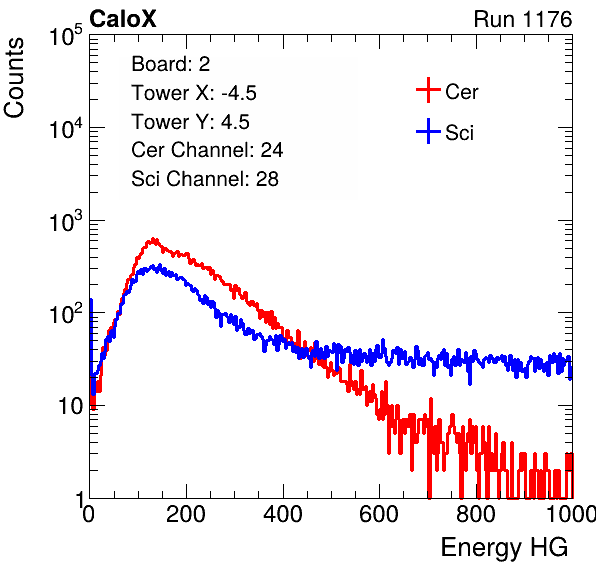 CaloX Run 1176
Counts
10^5
10^4
10^3
10^2
10
1
Board: 2
Tower X: -4.5
Tower Y: 4.5
Cer Channel: 24
Sci Channel: 28
Cer
Sci
0 200 400 600 800 1000
Energy HG